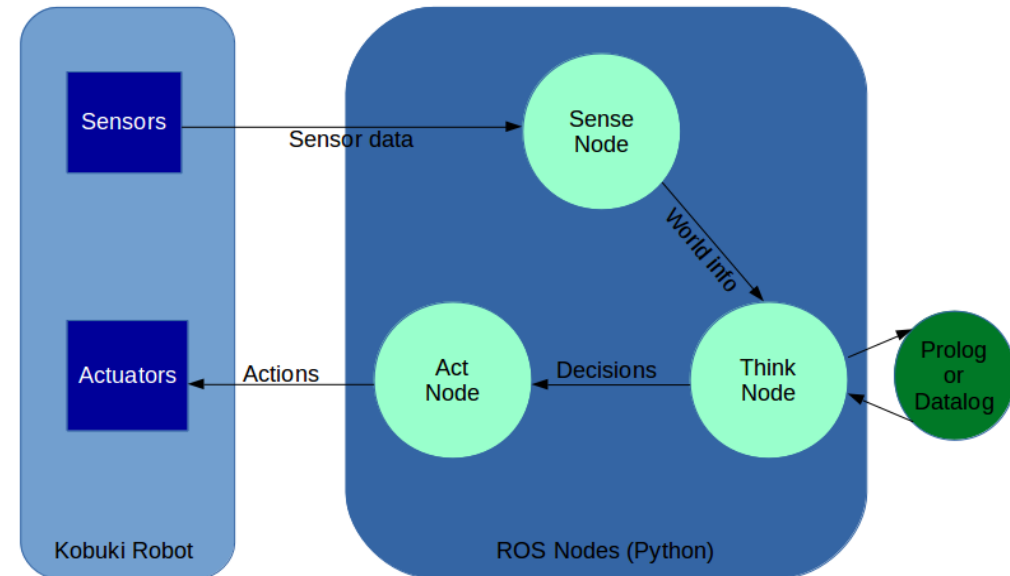 Sensors
Sensor data
Sense
Node
World info
Actuators
Actions
Act
Node
Decisions
Think
Node
Prolog
or
Datalog
Kobuki Robot
ROS Nodes (Python)